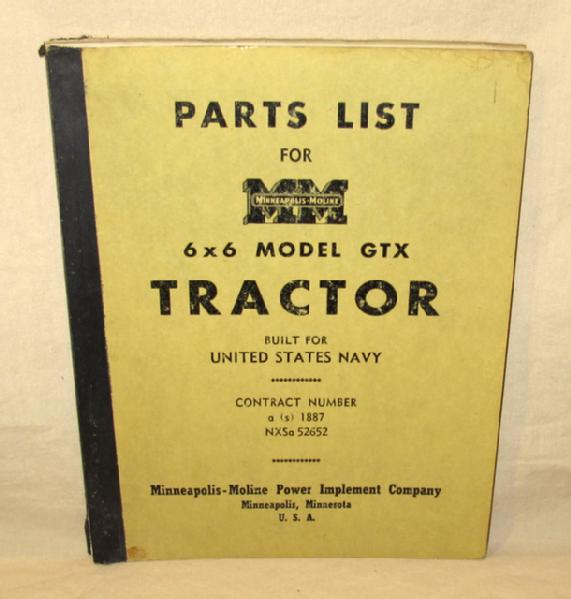 PARTS LIST
FOR
MM
MINNEAPOLIS-MOLINE
6x6 MODEL GTX
TRACTOR
BUILT FOR
UNITED STATES NAVY
CONTRACT NUMBER
a (s) 1887
NXSa 52652
Minneapolis-Moline Power Implement Company
Minneapolis, Minnesota
U. S. A.